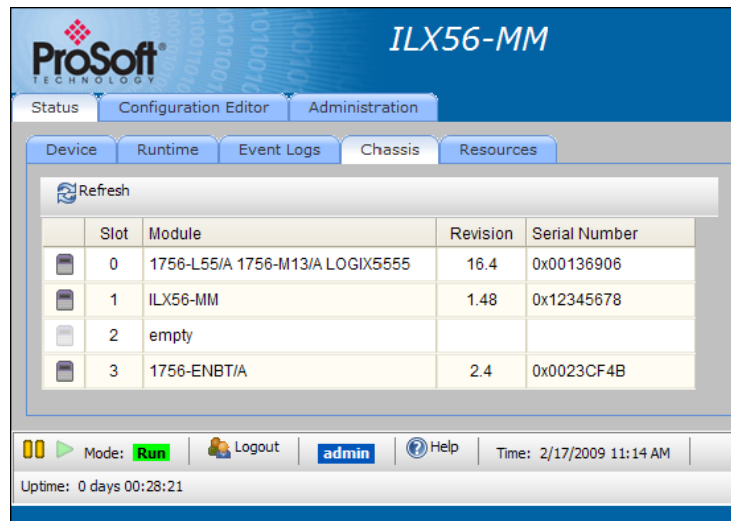 ProSoft®
TECHNOLOGY
ILX56-MM
Status Configuration Editor Administration
Device Runtime Event Logs Chassis Resources
Refresh
Slot Module Revision Serial Number
0 1756-L55/A 1756-M13/A LOGIX5555 16.4 0x00136906
1 ILX56-MM 1.48 0x12345678
2 empty
3 1756-ENBT/A 2.4 0x0023CF4B
Mode: Run Logout admin Help Time: 2/17/2009 11:14 AM
Uptime: 0 days 00:28:21